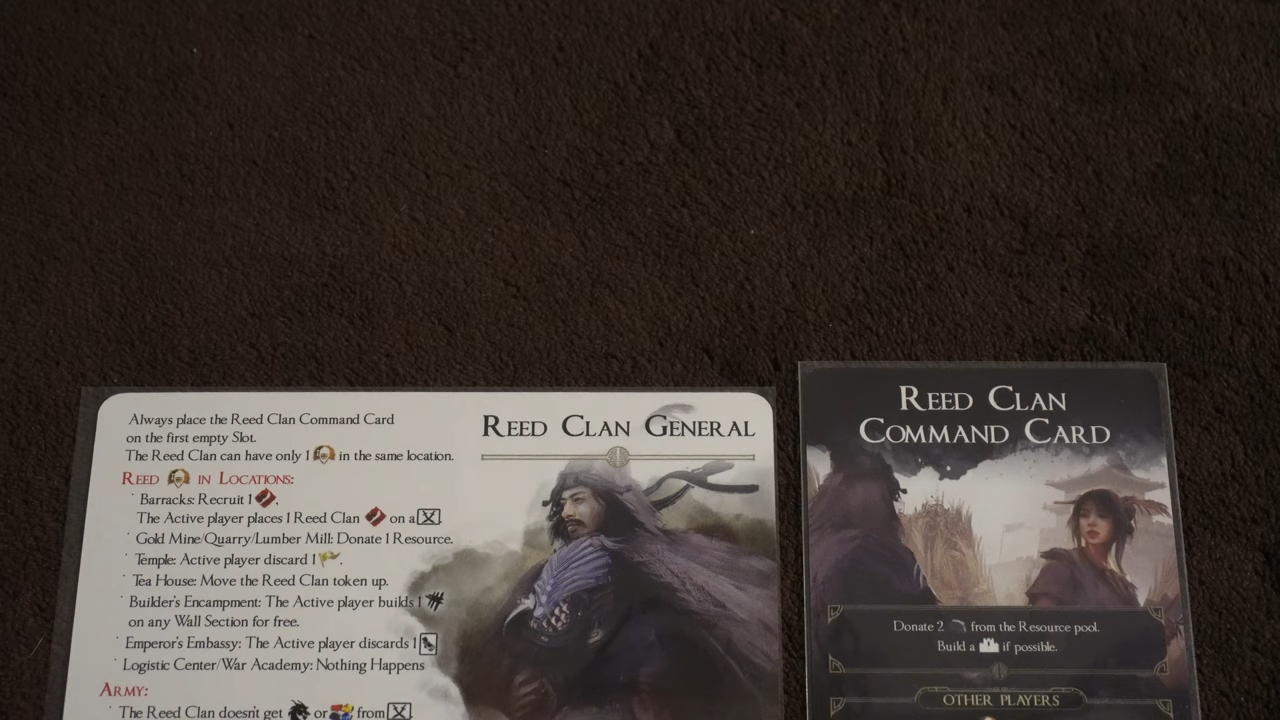 Always place the Reed Clan Command Card
on the first empty Slot.
The Reed Clan can have only 1 in the same location.
REED IN LOCATIONS:
Barracks: Recruit 1.
The Active player places 1 Reed Clan on a.
Gold Mine/Quarry/Lumber Mill: Donate 1 Resource.
Temple: Active player discard 1.
Tea House: Move the Reed Clan token up.
Builder's Encampment: The Active player builds 1
on any Wall Section for free.
Emperor's Embassy: The Active player discards 1
Logistic Center/War Academy: Nothing Happens
ARMY:
The Reed Clan doesn't get or from.
REED CLAN GENERAL
REED CLAN
COMMAND CARD
Donate 2 from the Resource pool.
Build a if possible.
OTHER PLAYERS